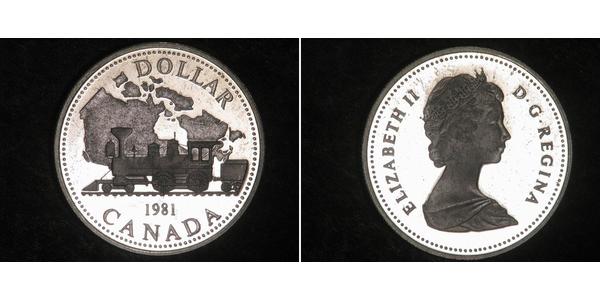 DOLLAR
1981
CANADA
ELIZABETH II
D·G·REGINA